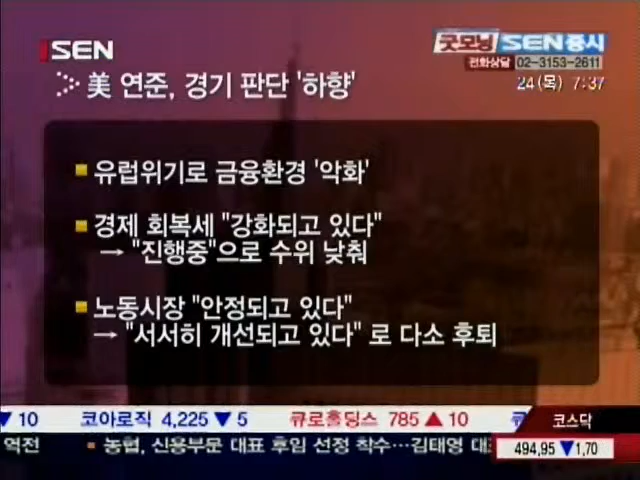 SEN
굿모닝 SEN증시
전화상담 02-3153-2611
24(목) 7:37
美 연준, 경기 판단 '하향'
유럽위기로 금융환경 '악화'
경제 회복세 "강화되고 있다"
→ "진행중"으로 수위 낮춰
노동시장 "안정되고 있다"
→ "서서히 개선되고 있다" 로 다소 후퇴
▼ 10 코아로직 4,225 ▼ 5 큐로홀딩스 785 ▲ 10 큐
코스닥
역전 농협, 신용부문 대표 후임 선정 착수…김태영 대
494.95 ▼1.70